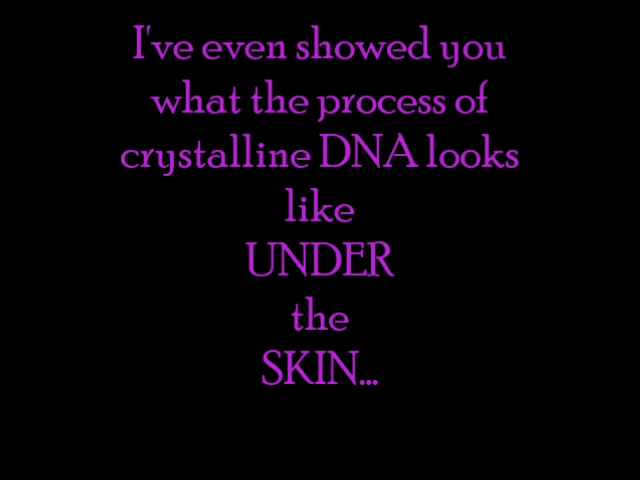 I've even showed you
what the process of
crystalline DNA looks
like
UNDER
the
SKIN...